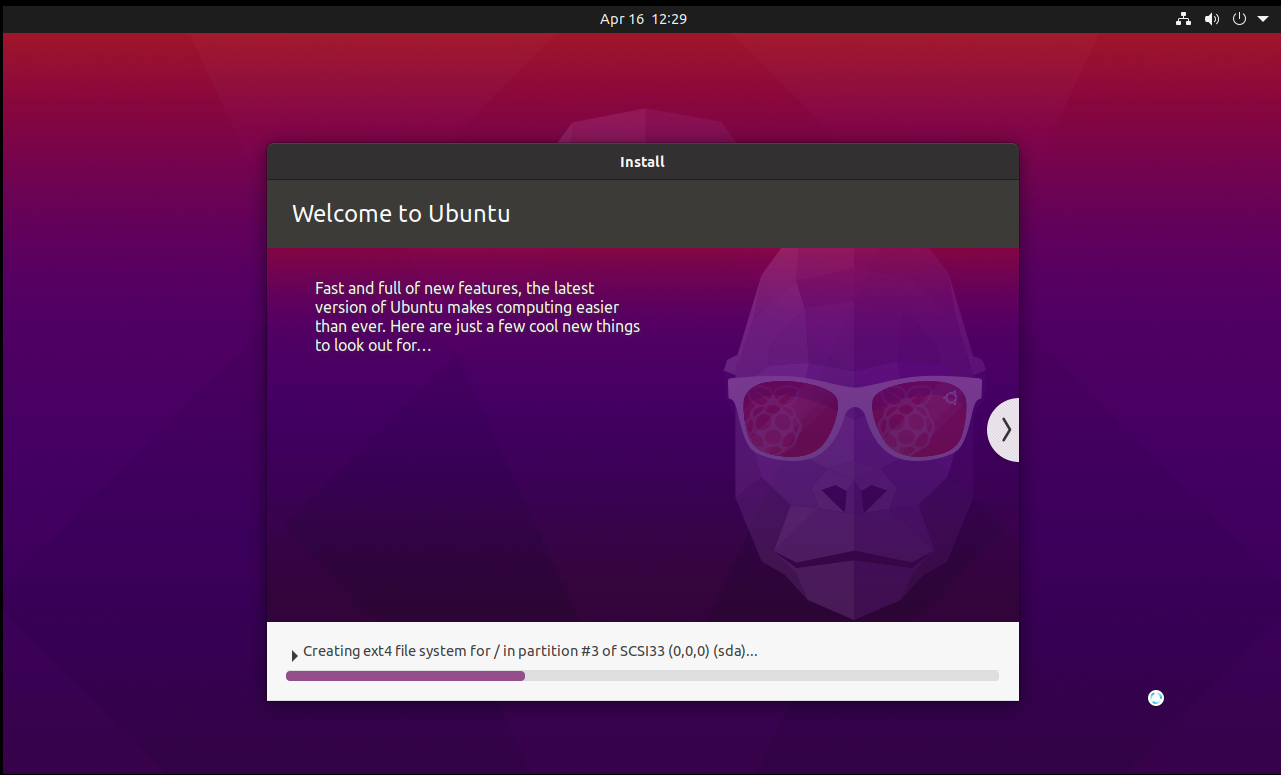 Apr 16 12:29
Install
Welcome to Ubuntu
Fast and full of new features, the latest
version of Ubuntu makes computing easier
than ever. Here are just a few cool new things
to look out for…
Creating ext4 file system for / in partition #3 of SCSI33 (0,0,0) (sda)...